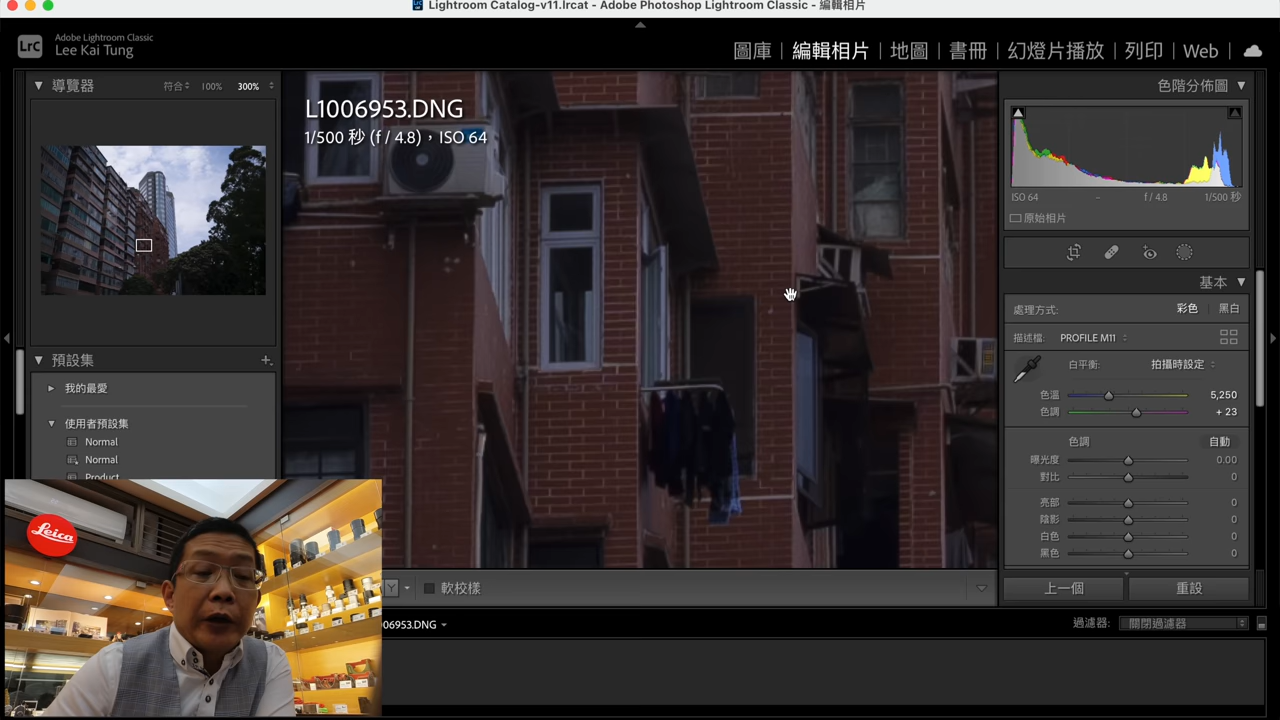 Lightroom Catalog-v11.lrcat - Adobe Photoshop Lightroom Classic - 編輯相片
LrC
Adobe Lightroom Classic
Lee Kai Tung
圖庫 | 編輯相片 | 地圖 | 書冊 | 幻燈片播放 | 列印 | Web
導覽器 符合 100% 300%
預設集
我的最愛
使用者預設集
Normal
Normal
Product
L1006953.DNG
1/500 秒 (f / 4.8)，ISO 64
色階分佈圖
ISO 64 – f / 4.8 1/500 秒
原始相片
基本
處理方式: 彩色 黑白
描述檔: PROFILE M11
白平衡: 拍攝時設定
色溫 5,250
色調 + 23
色調 自動
曝光度 0.00
對比 0
亮部 0
陰影 0
白色 0
黑色 0
上一個 重設
Y 軟校樣
06953.DNG
過濾器: 關閉過濾器
Leica